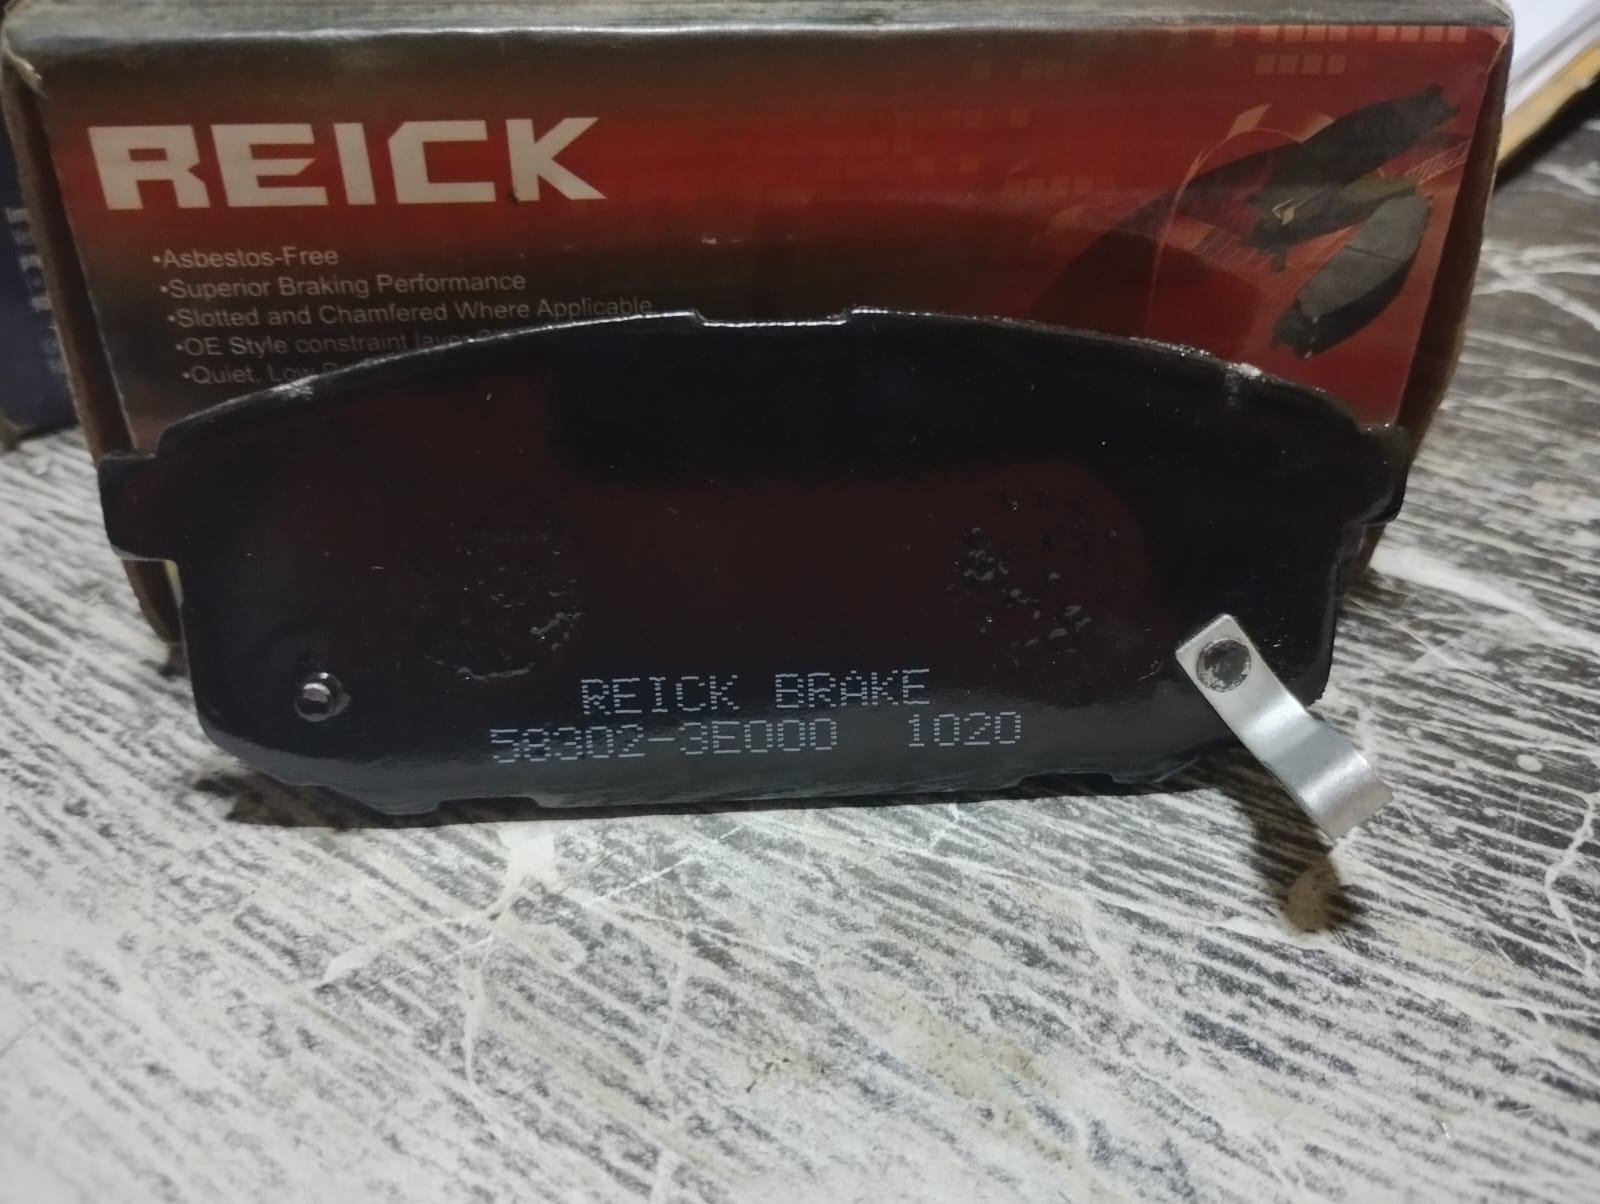 REICK
•Asbestos-Free
•Superior Braking Performance
•Slotted and Chamfered Where Applicable
•OE Style constraint
•Quiet, Low
REICK BRAKE
58302-3E000 1020